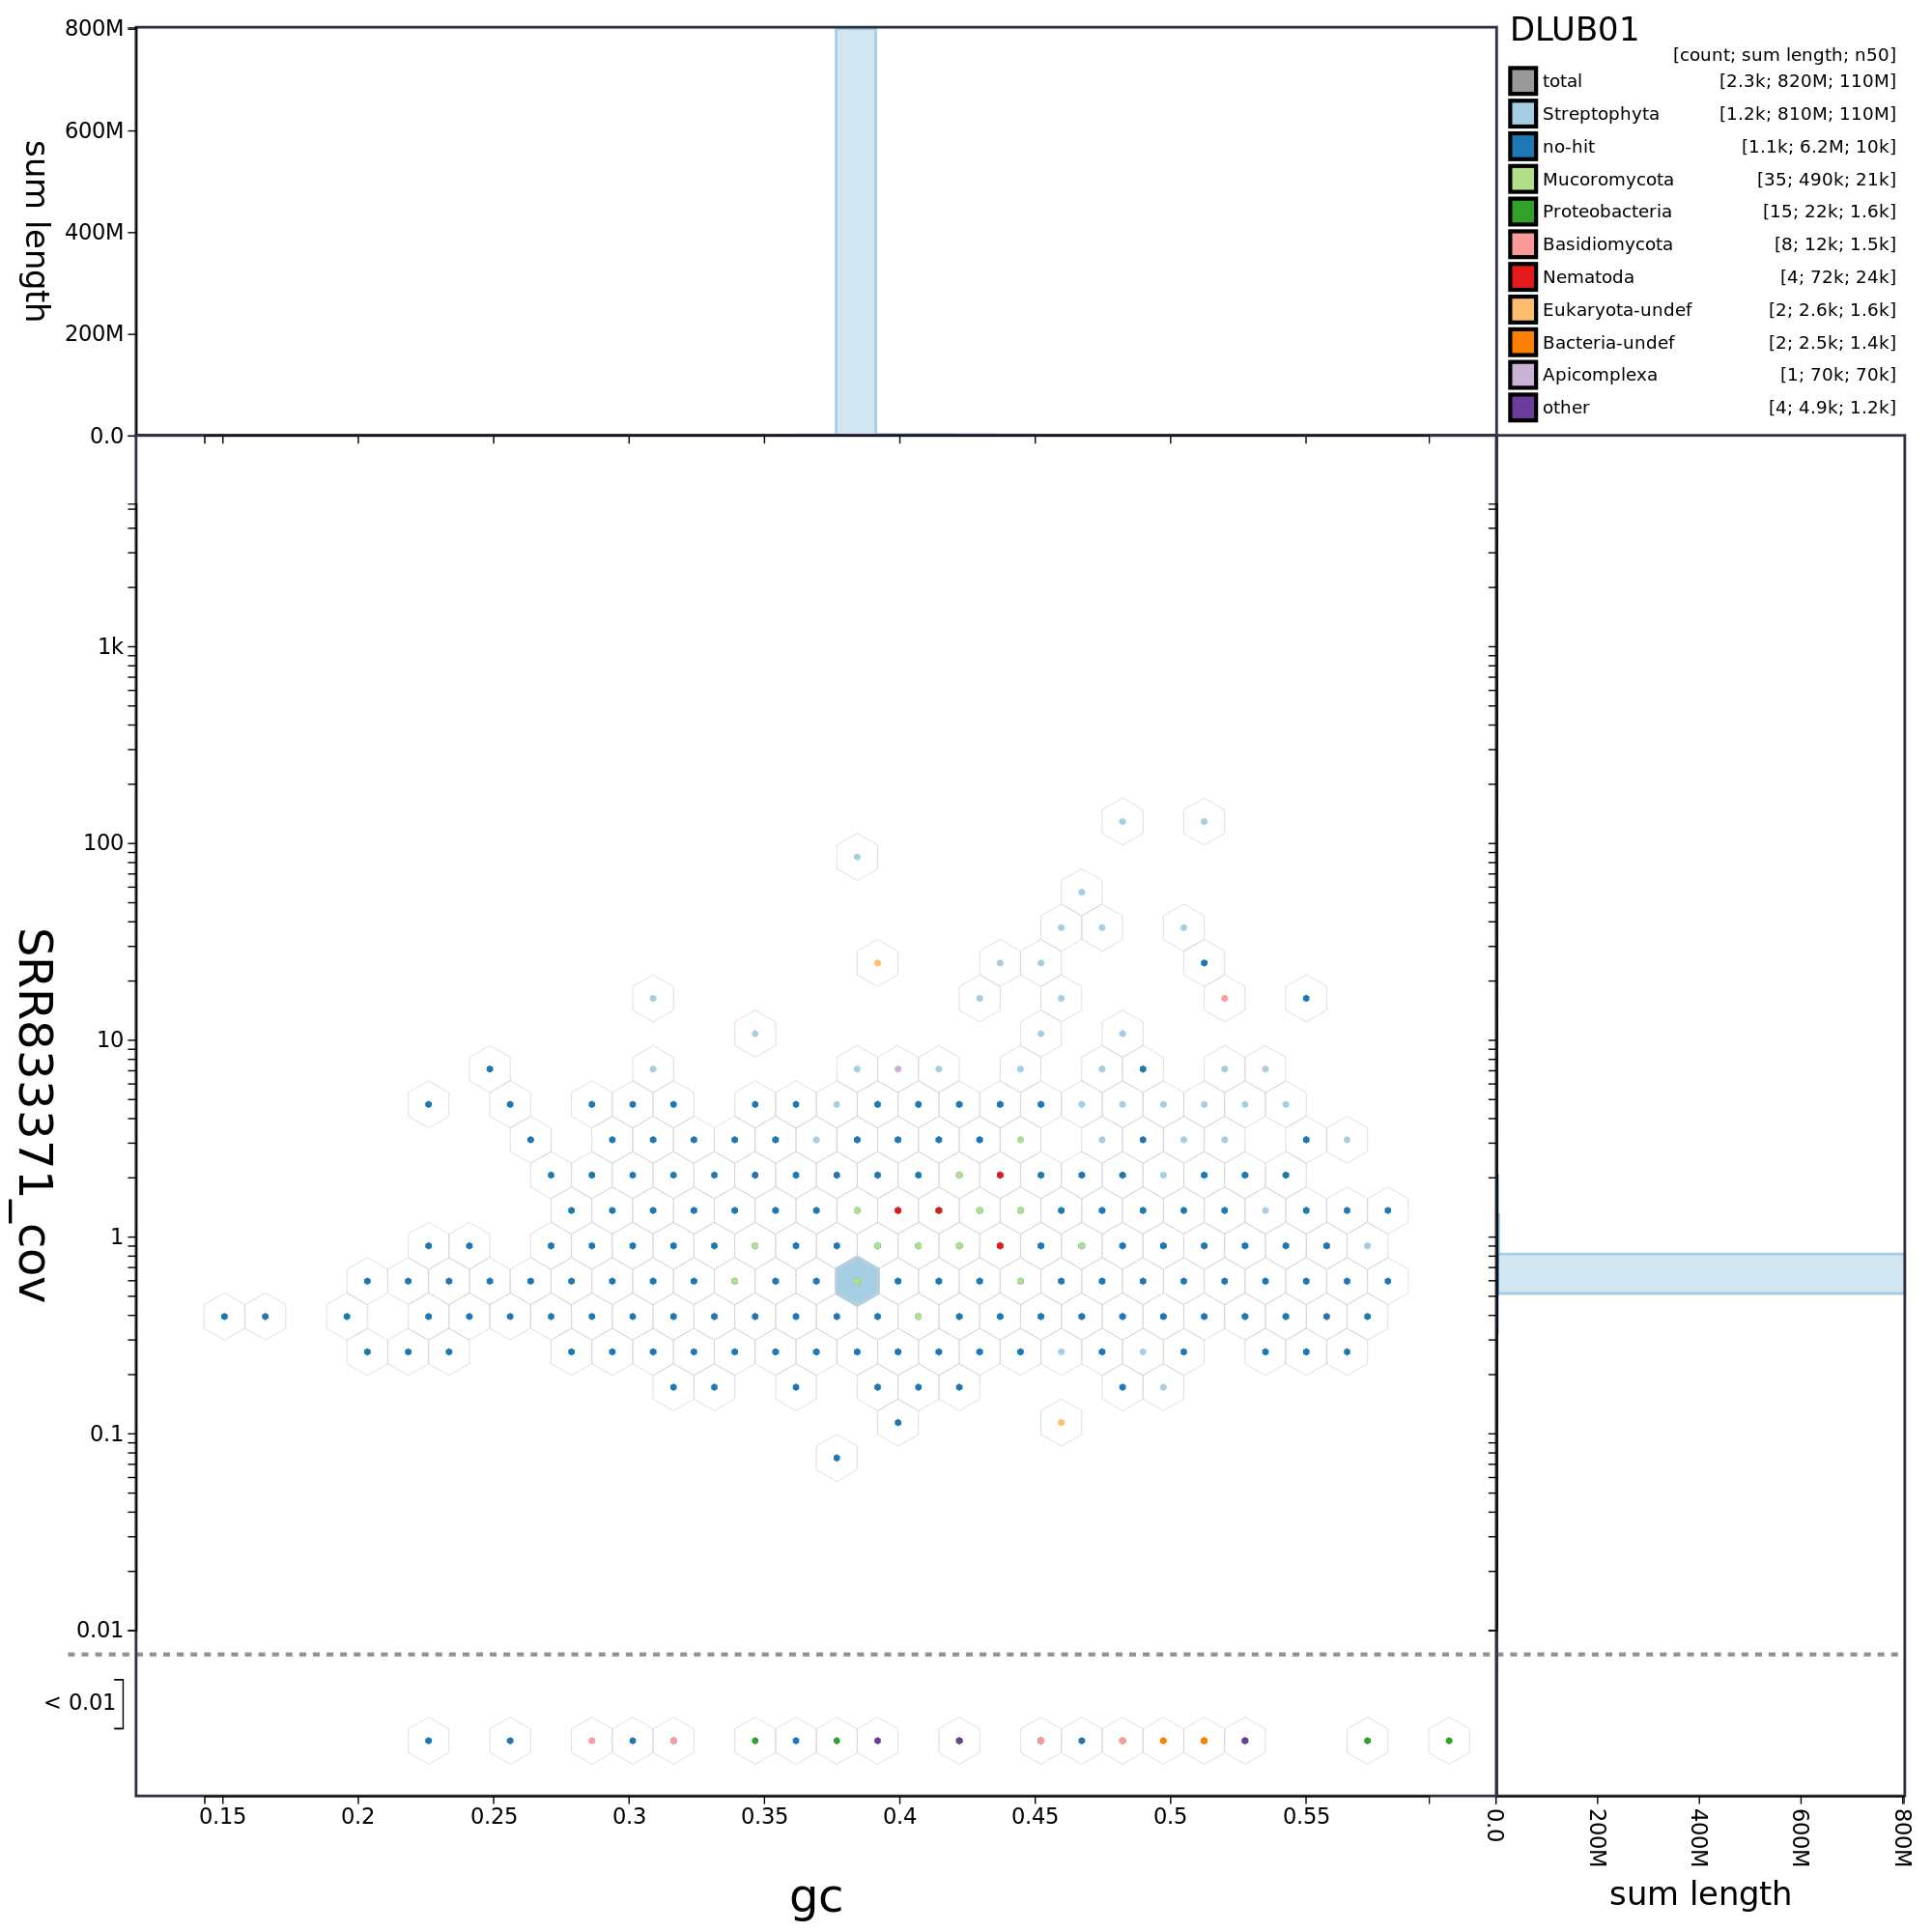 DLUB01
[count; sum length; n50]
total [2.3k; 820M; 110M]
Streptophyta [1.2k; 810M; 110M]
no-hit [1.1k; 6.2M; 10k]
Mucoromycota [35; 490k; 21k]
Proteobacteria [15; 22k; 1.6k]
Basidiomycota [8; 12k; 1.5k]
Nematoda [4; 72k; 24k]
Eukaryota-undef [2; 2.6k; 1.6k]
Bacteria-undef [2; 2.5k; 1.4k]
Apicomplexa [1; 70k; 70k]
other [4; 4.9k; 1.2k]
800M
600M
400M
200M
0.0
sum length
1k
100
10
1
0.1
0.01
< 0.01
SRR8333371_cov
0.15 0.2 0.25 0.3 0.35 0.4 0.45 0.5 0.55
gc
0.0 200M 400M 600M 800M
sum length